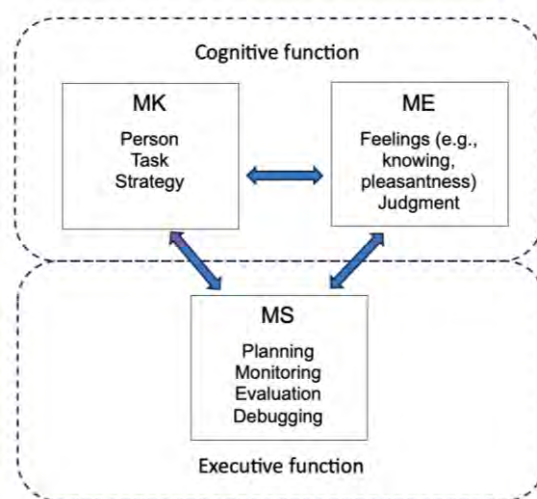 Cognitive function
MK
Person
Task
Strategy
ME
Feelings (e.g.,
knowing,
pleasantness)
Judgment
MS
Planning
Monitoring
Evaluation
Debugging
Executive function